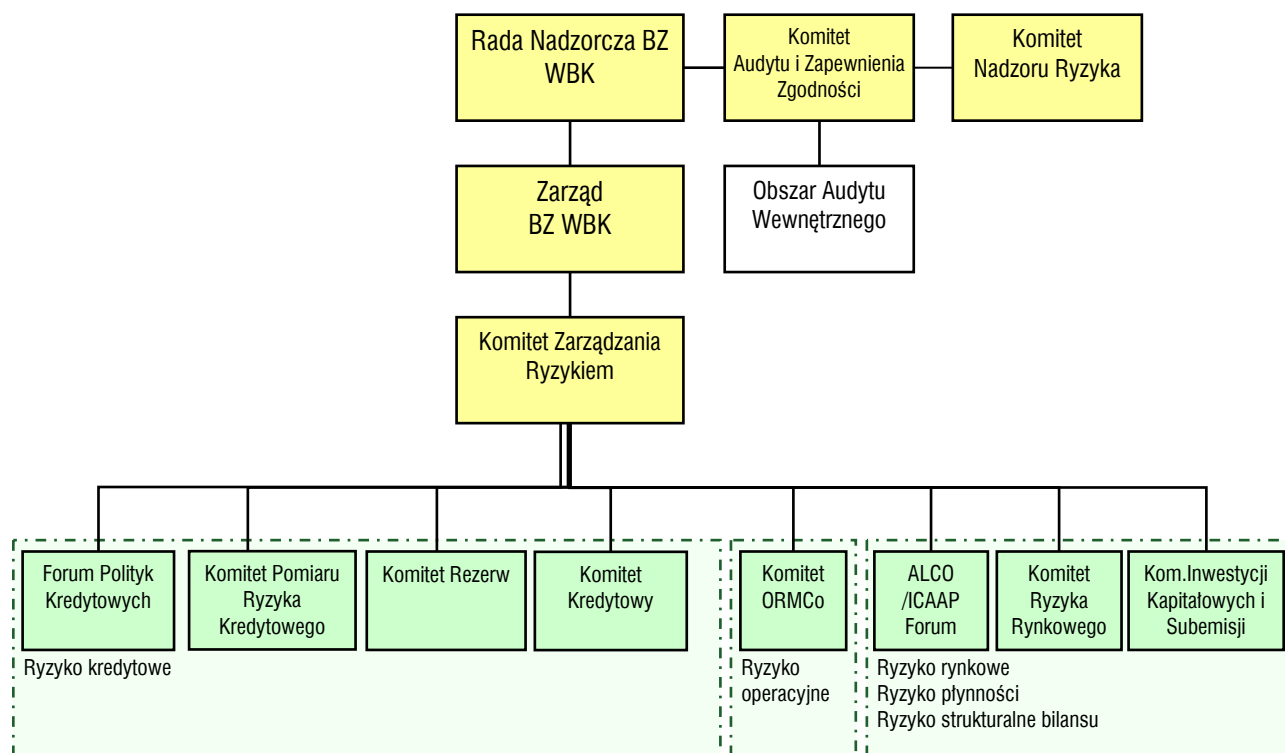 Rada Nadzorcza BZ
WBK
Komitet
Audytu i Zapewnienia
Zgodności
Komitet
Nadzoru Ryzyka
Zarząd
BZ WBK
Obszar Audytu
Wewnętrznego
Komitet Zarządzania
Ryzykiem
Forum Polityk
Kredytowych
Komitet Pomiaru
Ryzyka
Kredytowego
Komitet Rezerw
Komitet
Kredytowy
Komitet
ORMCo
ALCO
/ICAAP
Forum
Komitet
Ryzyka
Rynkowego
Kom.Inwestycji
Kapitałowych i
Subemisji
Ryzyko kredytowe
Ryzyko
operacyjne
Ryzyko rynkowe
Ryzyko płynności
Ryzyko strukturalne bilansu